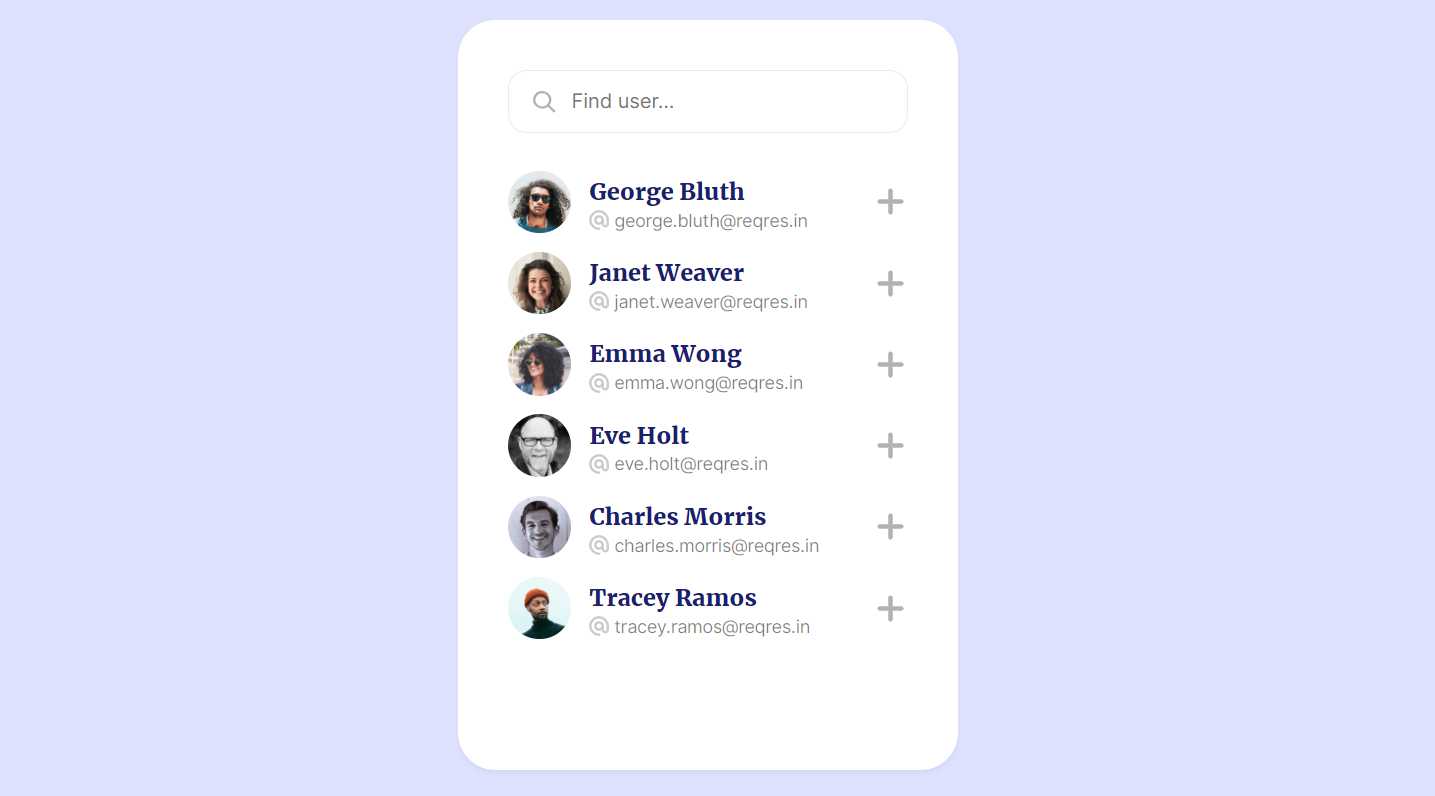 Find user...
George Bluth
george.bluth@reqres.in
Janet Weaver
janet.weaver@reqres.in
Emma Wong
emma.wong@reqres.in
Eve Holt
eve.holt@reqres.in
Charles Morris
charles.morris@reqres.in
Tracey Ramos
tracey.ramos@reqres.in